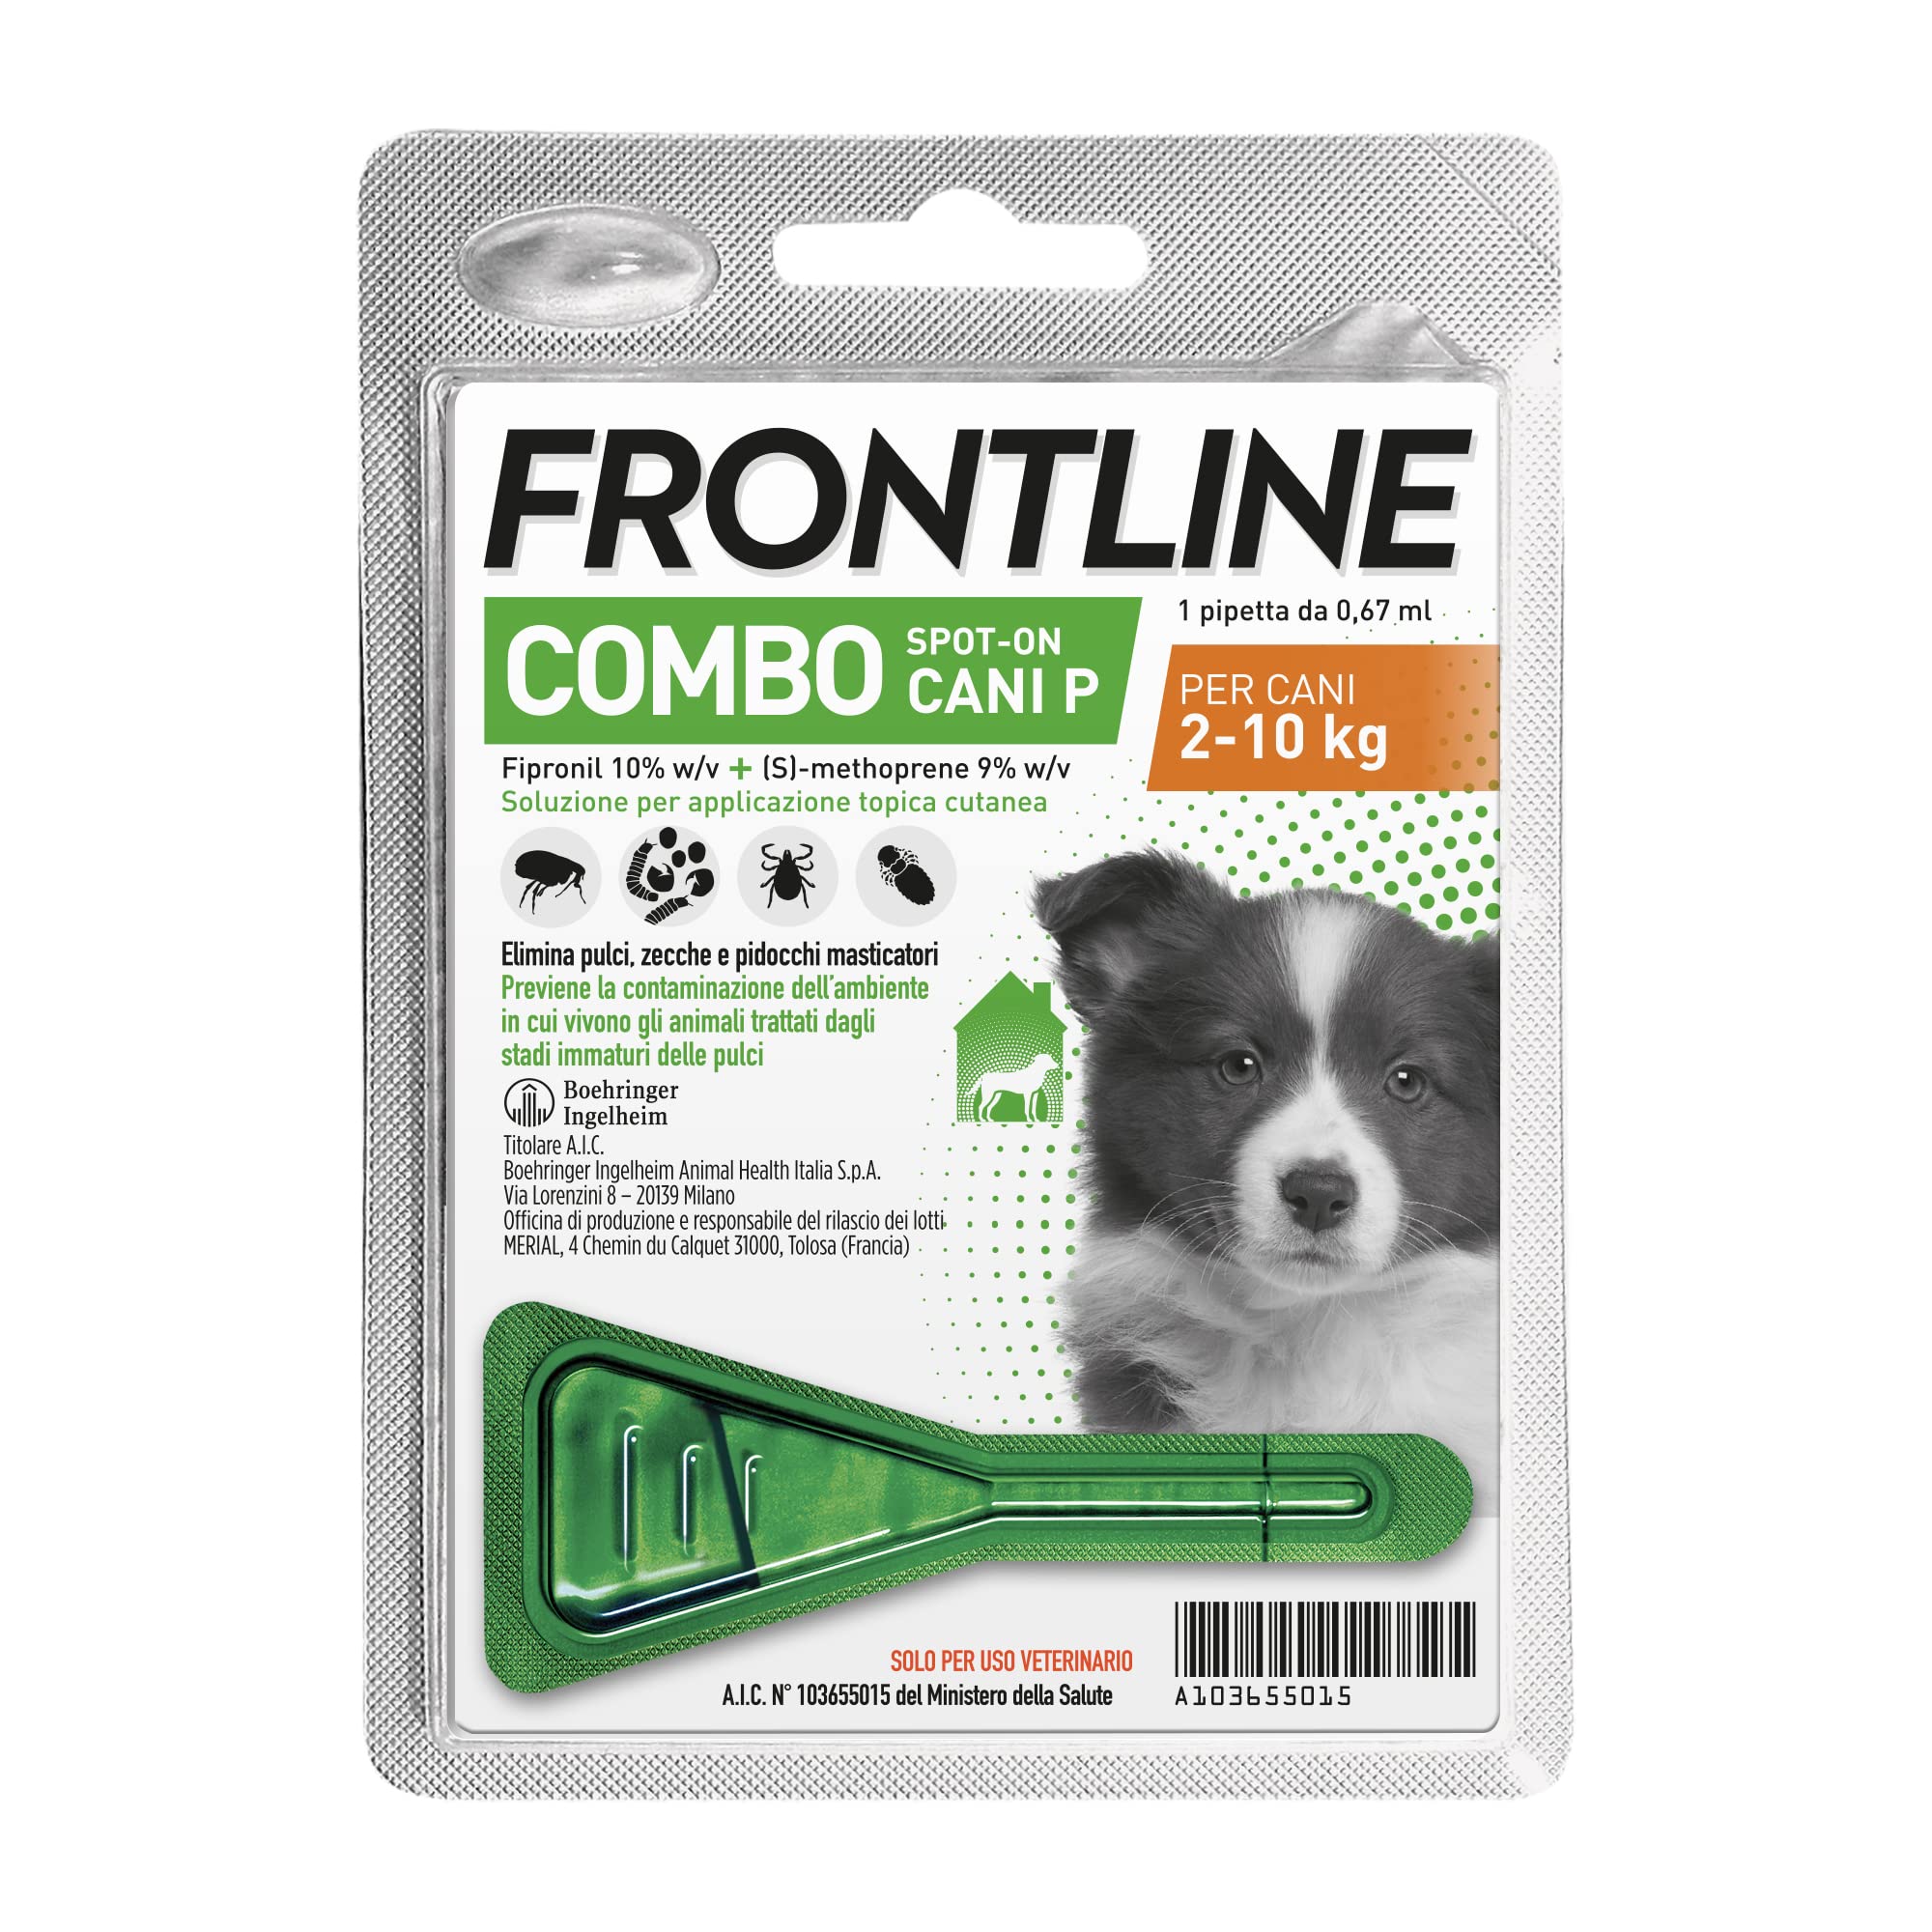 FRONTLINE
COMBO SPOT-ON
CANI P
1 pipetta da 0,67 ml
PER CANI
2-10 kg
Fipronil 10% w/v + (S)-methoprene 9% w/v
Soluzione per applicazione topica cutanea
Elimina pulci, zecche e pidocchi masticatori
Previene la contaminazione dell'ambiente
in cui vivono gli animali trattati dagli
stadi immaturi delle pulci
Boehringer
Ingelheim
Titolare A.I.C.
Boehringer Ingelheim Animal Health Italia S.p.A.
Via Lorenzini 8 – 20139 Milano
Officina di produzione e responsabile del rilascio dei lotti
MERIAL, 4 Chemin du Calquet 31000, Tolosa (Francia)
SOLO PER USO VETERINARIO
A.I.C. N° 103655015 del Ministero della Salute
A103655015